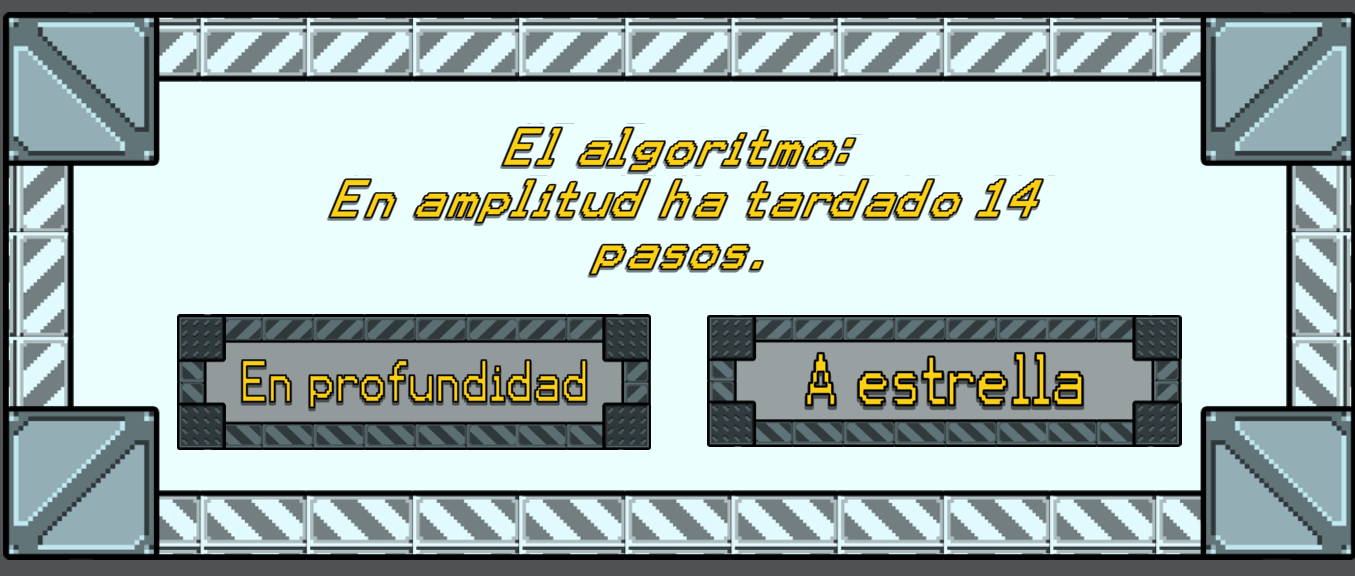 El algoritmo:
En amplitud ha tardado 14
pasos.
En profundidad
A estrella